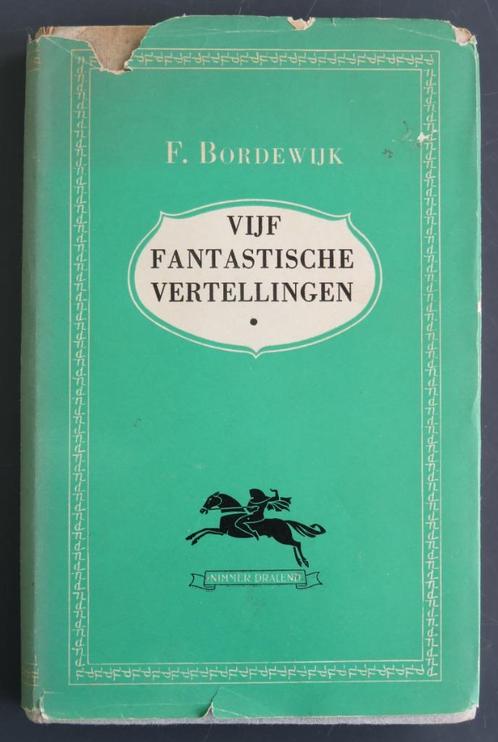 F. BORDEWIJK
VIJF
FANTASTISCHE
VERTELLINGEN
NIMMER DRALEND